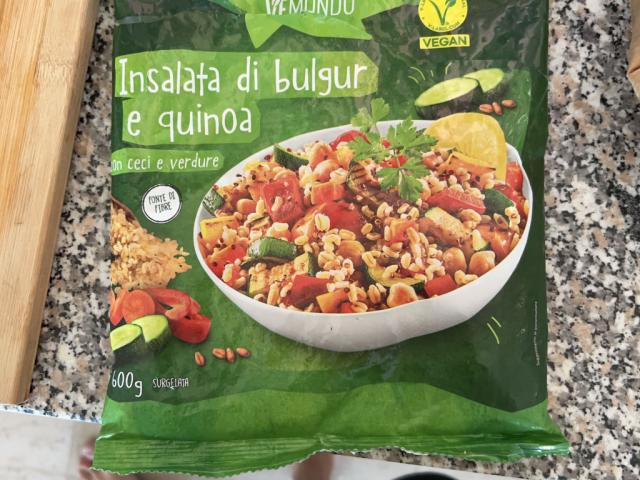 VEMONDO
VEGAN
Insalata di bulgur
e quinoa
con ceci e verdure
FONTE DI
FIBRE
600g SURGELATA